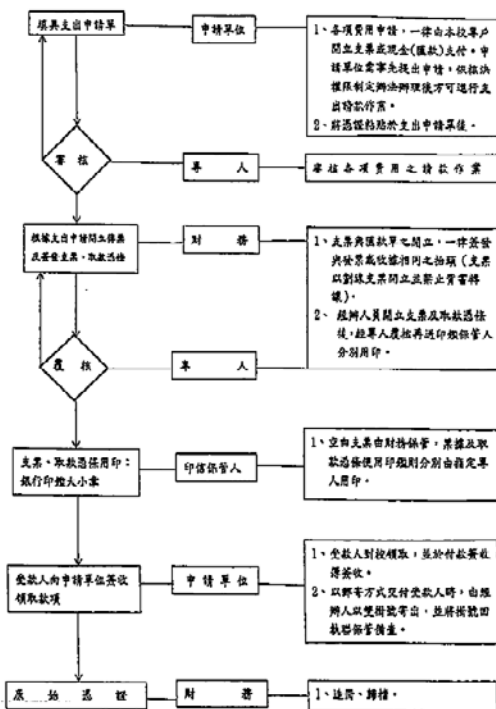 填具支出申請單
申請單位
1、各項費用申請，一律由本校專戶
開立支票或現金(匯款)支付。申
請單位需事先提出申請，依核決
權限制定辦法辦理後方可進行支
出請款作業。
2、將憑證粘貼於支出申請單後。
審核
專人
審核各項費用之請款作業
根據支出申請開立傳票
及簽發支票、取款憑條
財務
1、支票與匯款單之開立，一律簽發
與發票或收據相同之抬頭(支票
以劃線支票開立並禁止背書轉
讓)。
2、經辦人員開立支票及取款憑條
後，經專人覆核再送印鑑保管人
分別用印。
覆核
專人
支票、取款憑條用印：
銀行印鑑大小章
印信保管人
1、空白支票由財務保管，票據及取
款憑條使用印鑑則分別由指定專
人用印。
受款人向申請單位簽收
領取款項
申請單位
1、受款人對按領取，並於付款簽收
簿簽收。
2、以郵寄方式交付受款人時，由經
辦人以雙掛號寄出，並將掛號回
執聯保管備查。
原始憑證
財務
1、造冊、歸檔。